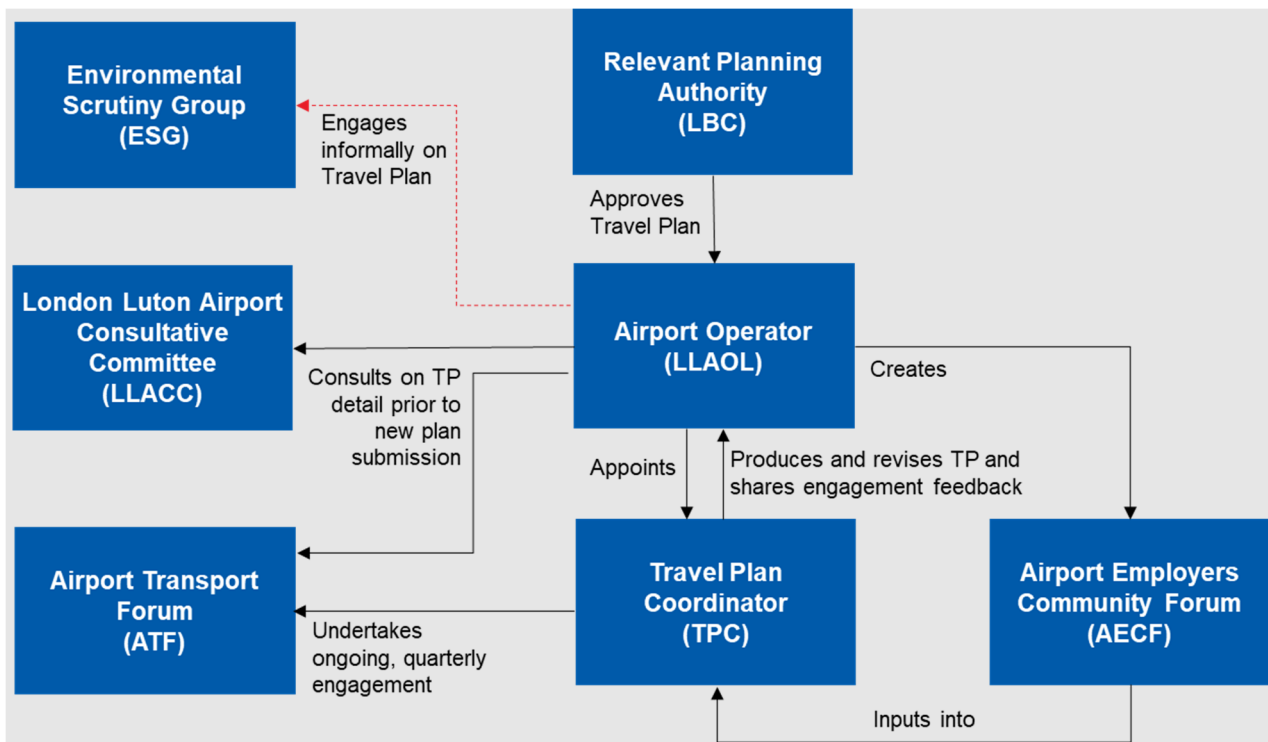 Environmental
Scrutiny Group
(ESG)
Relevant Planning
Authority
(LBC)
Engages
informally on
Travel Plan
Approves
Travel Plan
London Luton Airport
Consultative
Committee
(LLACC)
Airport Operator
(LLAOL)
Creates
Consults on TP
detail prior to
new plan
submission
Appoints
Produces and revises TP and
shares engagement feedback
Airport Transport
Forum
(ATF)
Undertakes
ongoing, quarterly
engagement
Travel Plan
Coordinator
(TPC)
Airport Employers
Community Forum
(AECF)
Inputs into